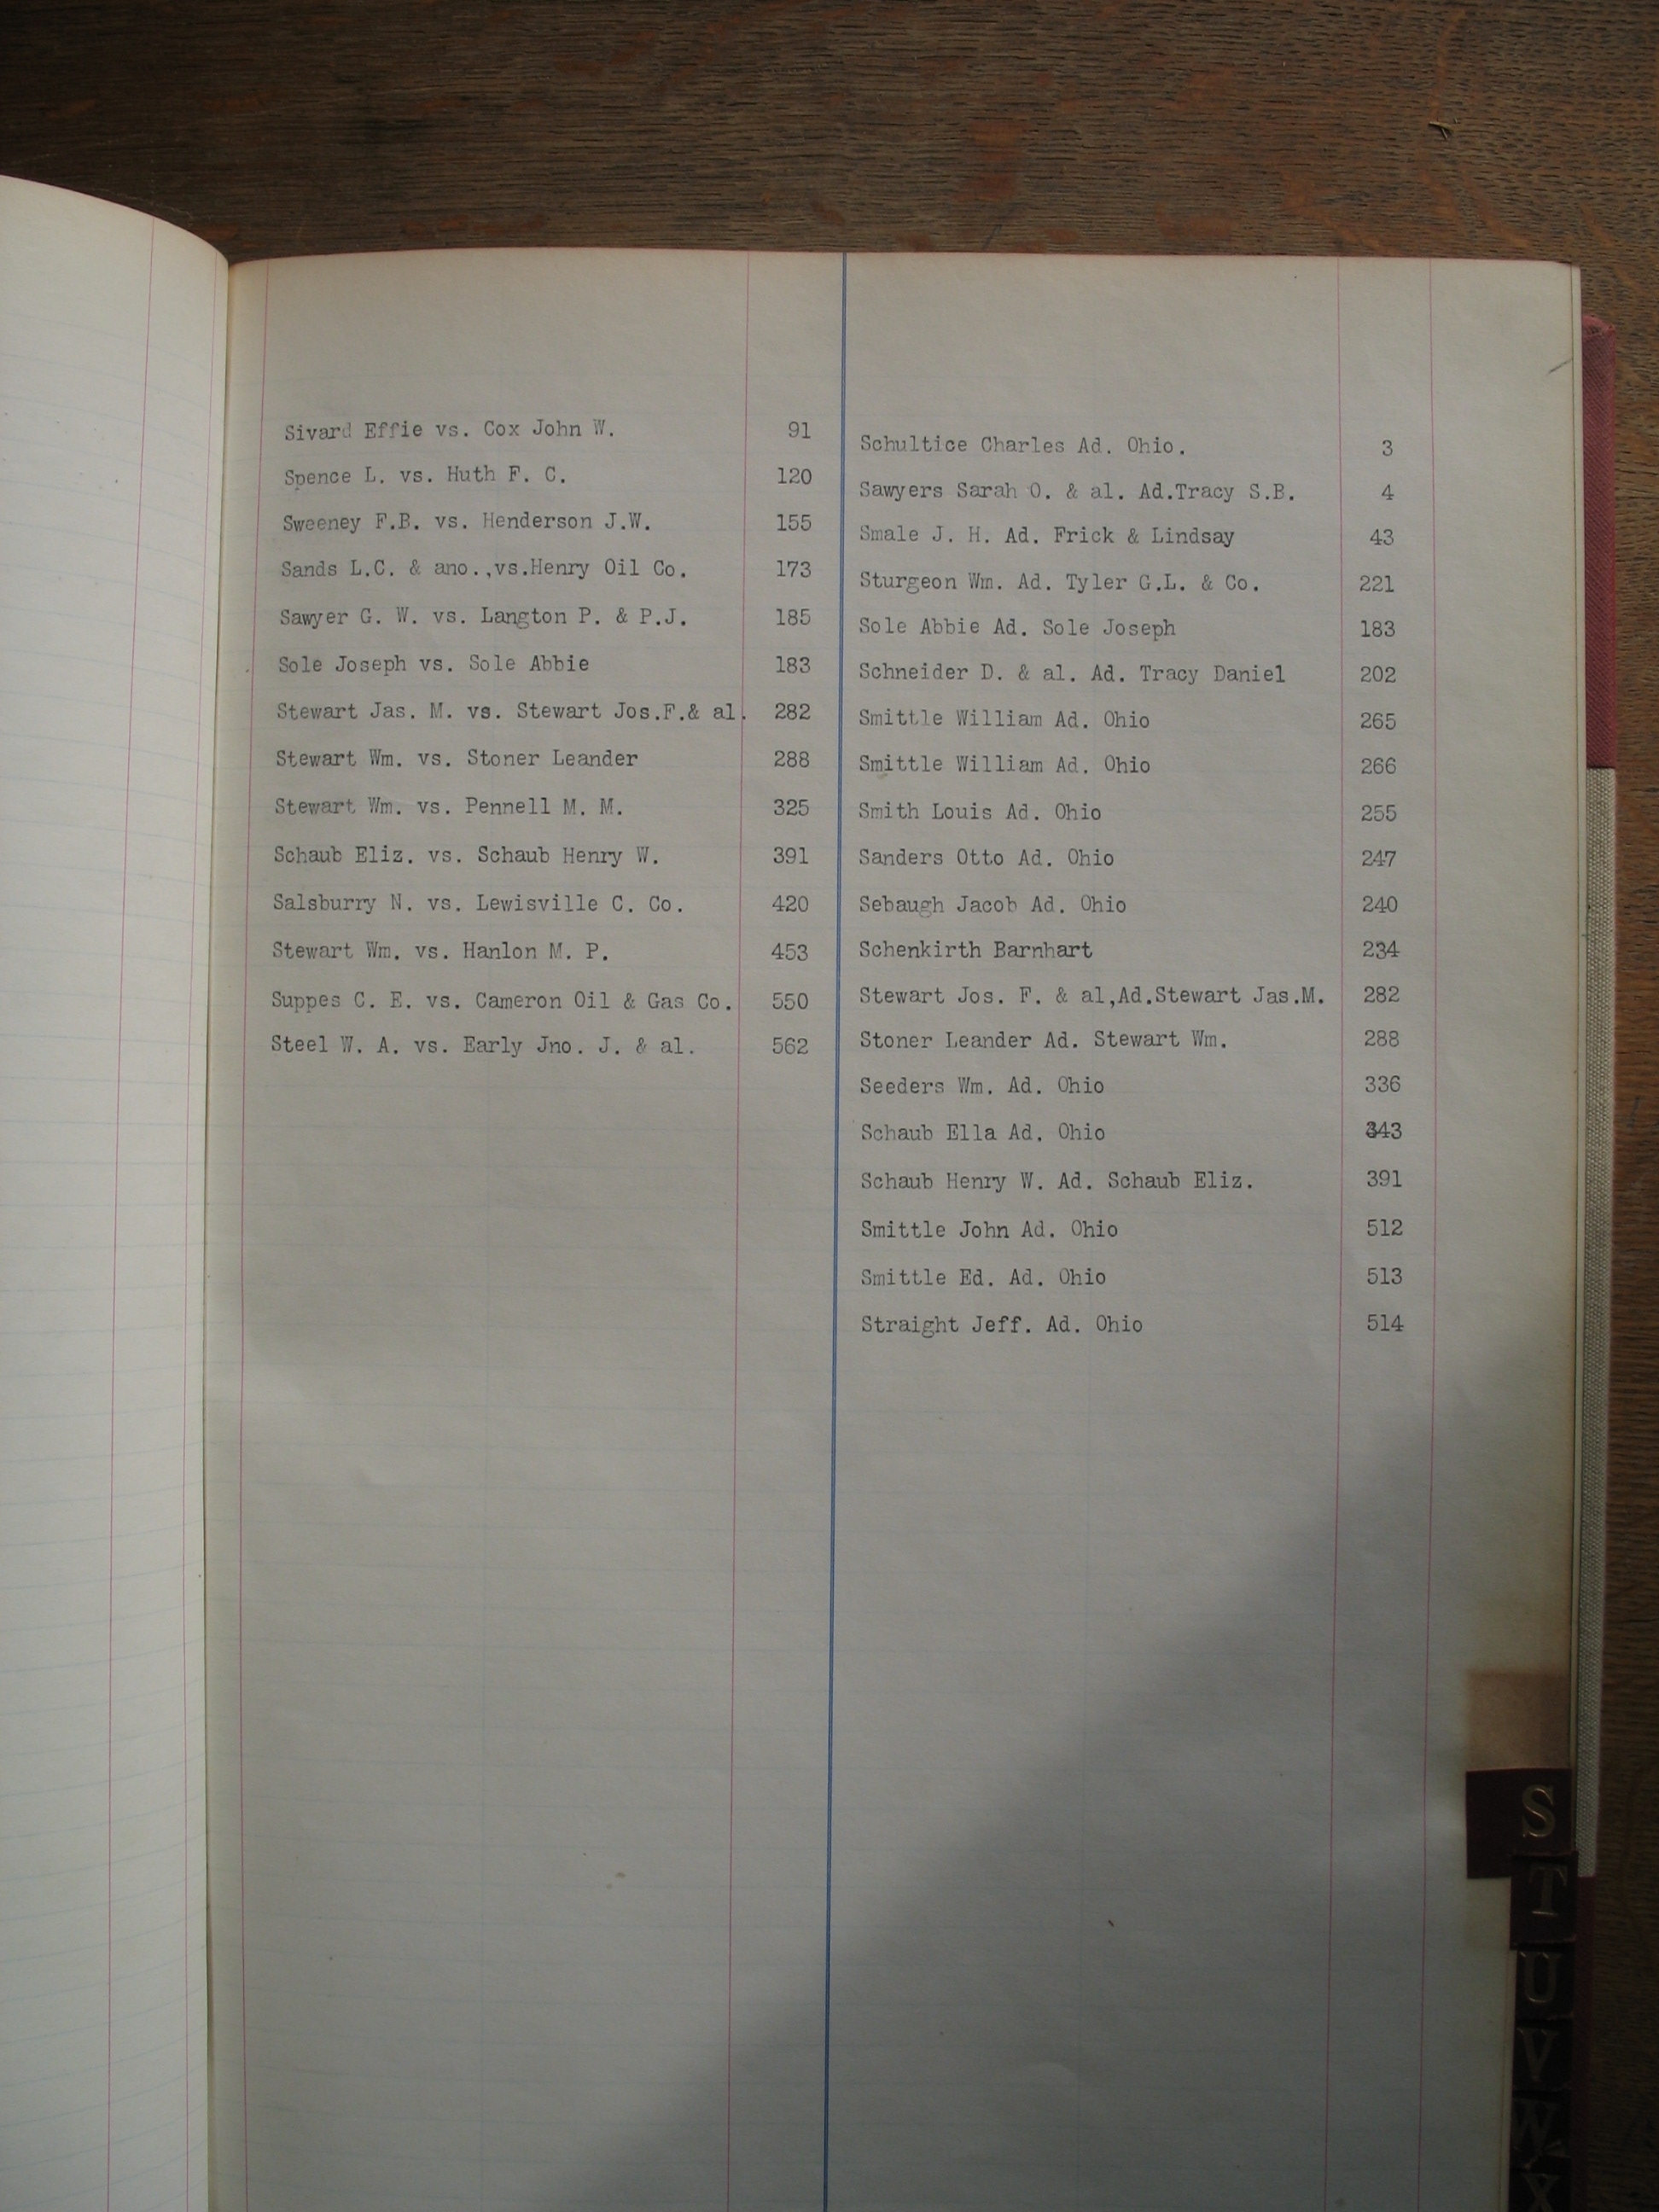 Sivard Effie vs. Cox John W. 91
Spence L. vs. Huth F. C. 120
Sweeney F.B. vs. Henderson J.W. 155
Sands L.C. & ano.,vs.Henry Oil Co. 173
Sawyer G. W. vs. Langton P. & P.J. 185
Sole Joseph vs. Sole Abbie 183
Stewart Jas. M. vs. Stewart Jos.F.& al. 282
Stewart Wm. vs. Stoner Leander 288
Stewart Wm. vs. Pennell M. M. 325
Schaub Eliz. vs. Schaub Henry W. 391
Salsburry N. vs. Lewisville C. Co. 420
Stewart Wm. vs. Hanlon M. P. 453
Suppes C. E. vs. Cameron Oil & Gas Co. 550
Steel W. A. vs. Early Jno. J. & al. 562
Schultice Charles Ad. Ohio. 3
Sawyers Sarah O. & al. Ad.Tracy S.B. 4
Smale J. H. Ad. Frick & Lindsay 43
Sturgeon Wm. Ad. Tyler G.L. & Co. 221
Sole Abbie Ad. Sole Joseph 183
Schneider D. & al. Ad. Tracy Daniel 202
Smittle William Ad. Ohio 265
Smittle William Ad. Ohio 266
Smith Louis Ad. Ohio 255
Sanders Otto Ad. Ohio 247
Sebaugh Jacob Ad. Ohio 240
Schenkirth Barnhart 234
Stewart Jos. F. & al,Ad.Stewart Jas.M. 282
Stoner Leander Ad. Stewart Wm. 288
Seeders Wm. Ad. Ohio 336
Schaub Ella Ad. Ohio 343
Schaub Henry W. Ad. Schaub Eliz. 391
Smittle John Ad. Ohio 512
Smittle Ed. Ad. Ohio 513
Straight Jeff. Ad. Ohio 514
S
T
U
V
W
X